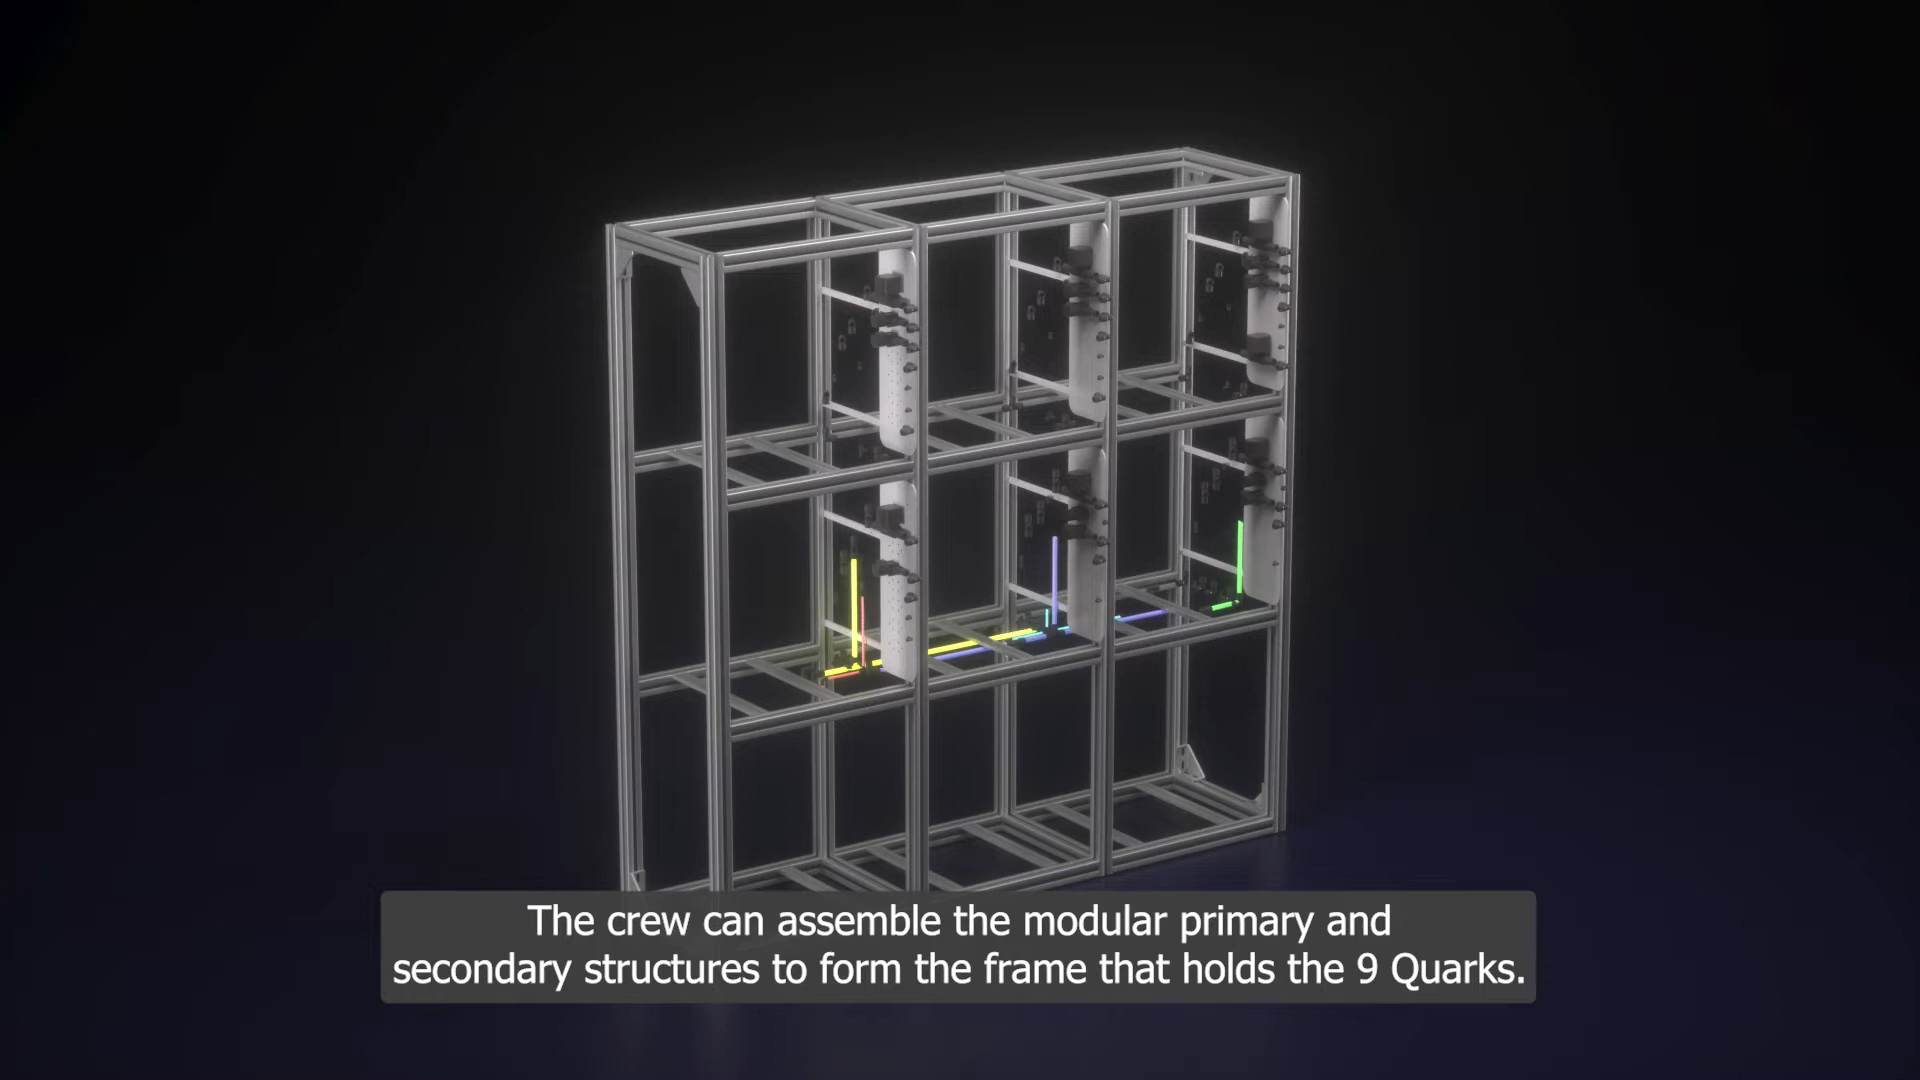 The crew can assemble the modular primary and
secondary structures to form the frame that holds the 9 Quarks.